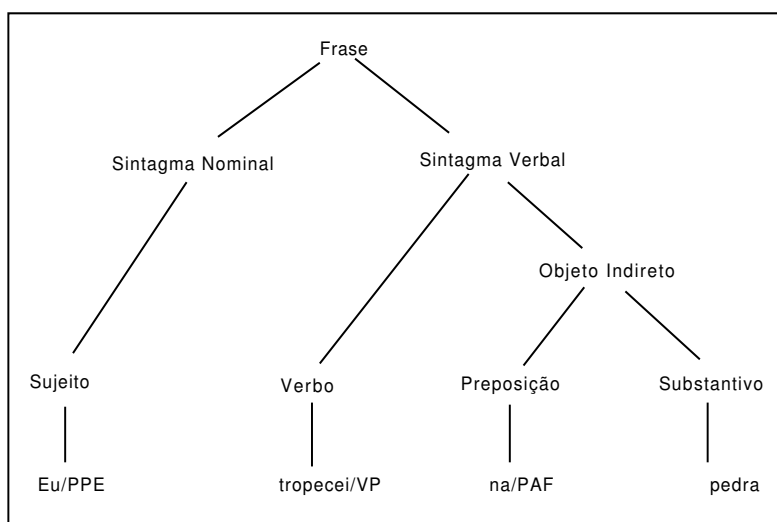 Frase
Sintagma Nominal
Sintagma Verbal
Objeto Indireto
Sujeito
Verbo
Preposição
Substantivo
Eu/PPE
tropecei/VP
na/PAF
pedra